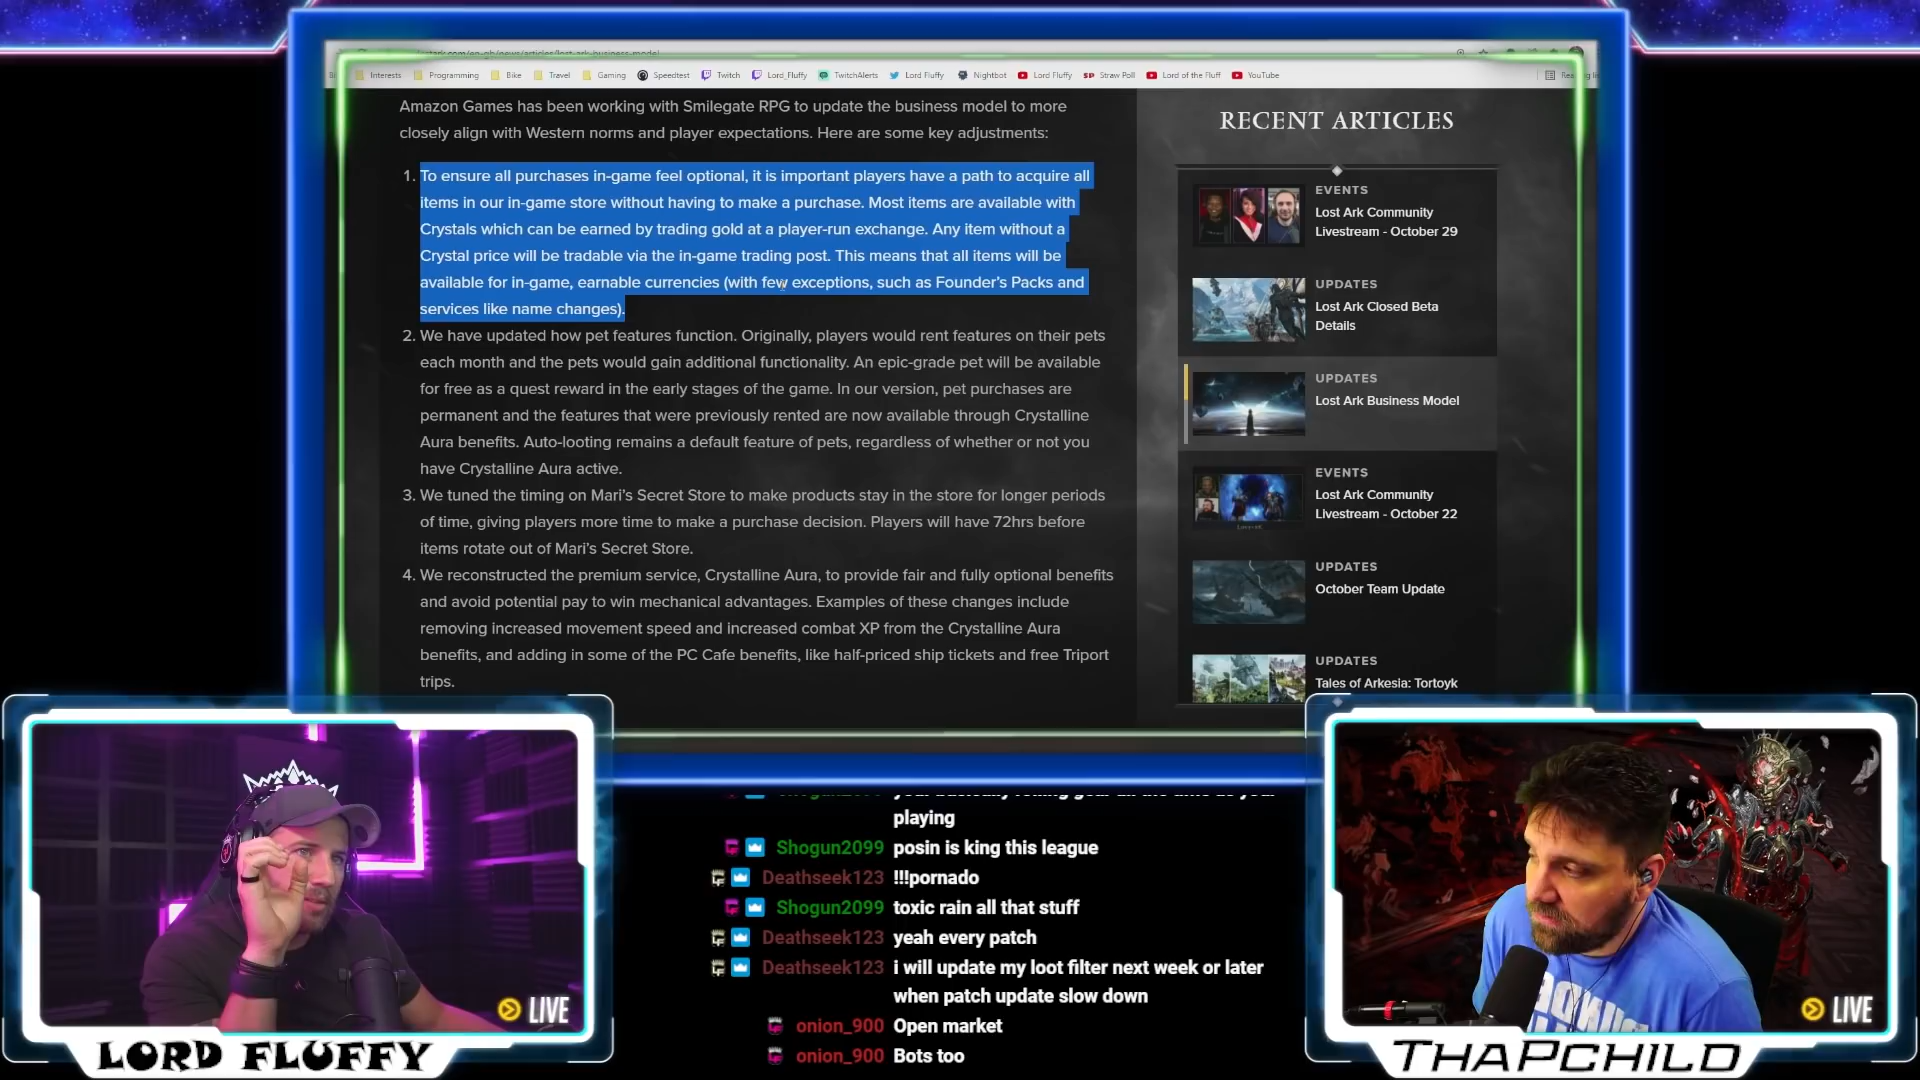 Interests
Programming
Bike
Travel
Gaming
Speedtest
Twitch
Lord_Fluffy
TwitchAlerts
Lord Fluffy
Nightbot
Lord Fluffy
Straw Poll
Lord of the Fluff
YouTube
Amazon Games has been working with Smilegate RPG to update the business model to more
closely align with Western norms and player expectations. Here are some key adjustments:
1. To ensure all purchases in-game feel optional, it is important players have a path to acquire all
items in our in-game store without having to make a purchase. Most items are available with
Crystals which can be earned by trading gold at a player-run exchange. Any item without a
Crystal price will be tradable via the in-game trading post. This means that all items will be
available for in-game, earnable currencies (with few exceptions, such as Founder's Packs and
services like name changes).
2. We have updated how pet features function. Originally, players would rent features on their pets
each month and the pets would gain additional functionality. An epic-grade pet will be available
for free as a quest reward in the early stages of the game. In our version, pet purchases are
permanent and the features that were previously rented are now available through Crystalline
Aura benefits. Auto-looting remains a default feature of pets, regardless of whether or not you
have Crystalline Aura active.
3. We tuned the timing on Mari's Secret Store to make products stay in the store for longer periods
of time, giving players more time to make a purchase decision. Players will have 72hrs before
items rotate out of Mari's Secret Store.
4. We reconstructed the premium service, Crystalline Aura, to provide fair and fully optional benefits
and avoid potential pay to win mechanical advantages. Examples of these changes include
removing increased movement speed and increased combat XP from the Crystalline Aura
benefits, and adding in some of the PC Cafe benefits, like half-priced ship tickets and free Triport
trips.
RECENT ARTICLES
EVENTS
Lost Ark Community
Livestream - October 29
UPDATES
Lost Ark Closed Beta
Details
UPDATES
Lost Ark Business Model
EVENTS
Lost Ark Community
Livestream - October 22
UPDATES
October Team Update
UPDATES
Tales of Arkesia: Tortoyk
playing
Shogun2099 posin is king this league
Deathseek123 !!!pornado
Shogun2099 toxic rain all that stuff
Deathseek123 yeah every patch
Deathseek123 i will update my loot filter next week or later
when patch update slow down
onion_900 Open market
onion_900 Bots too
LIVE
LORD FLUFFY
LIVE
THAPCHILD